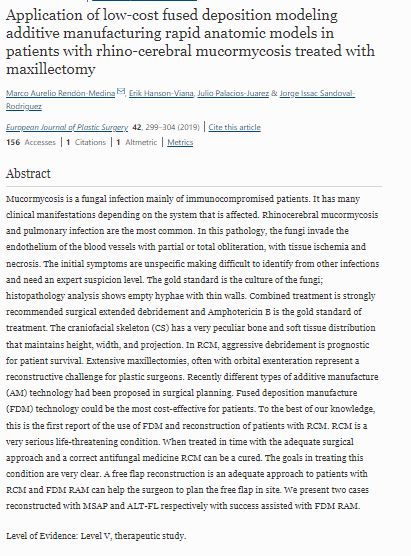 Application of low-cost fused deposition modeling
additive manufacturing rapid anatomic models in
patients with rhino-cerebral mucormycosis treated with
maxillectomy
Marco Aurelio Rendón-Medina, Erik Hanson-Viana, Julio Palacios-Juarez & Jorge Issac Sandoval-
Rodriguez
European Journal of Plastic Surgery 42, 299–304 (2019) | Cite this article
156 Accesses | 1 Citations | 1 Altmetric | Metrics
Abstract
Mucormycosis is a fungal infection mainly of immunocompromised patients. It has many
clinical manifestations depending on the system that is affected. Rhinocerebral mucormycosis
and pulmonary infection are the most common. In this pathology, the fungi invade the
endothelium of the blood vessels with partial or total obliteration, with tissue ischemia and
necrosis. The initial symptoms are unspecific making difficult to identify from other infections
and need an expert suspicion level. The gold standard is the culture of the fungi;
histopathology analysis shows empty hyphae with thin walls. Combined treatment is strongly
recommended surgical extended debridement and Amphotericin B is the gold standard of
treatment. The craniofacial skeleton (CS) has a very peculiar bone and soft tissue distribution
that maintains height, width, and projection. In RCM, aggressive debridement is prognostic
for patient survival. Extensive maxillectomies, often with orbital exenteration represent a
reconstructive challenge for plastic surgeons. Recently different types of additive manufacture
(AM) technology had been proposed in surgical planning. Fused deposition manufacture
(FDM) technology could be the most cost-effective for patients. To the best of our knowledge,
this is the first report of the use of FDM and reconstruction of patients with RCM. RCM is a
very serious life-threatening condition. When treated in time with the adequate surgical
approach and a correct antifungal medicine RCM can be a cured. The goals in treating this
condition are very clear. A free flap reconstruction is an adequate approach to patients with
RCM and FDM RAM can help the surgeon to plan the free flap in site. We present two cases
reconstructed with MSAP and ALT-FL respectively with success assisted with FDM RAM.
Level of Evidence: Level V, therapeutic study.